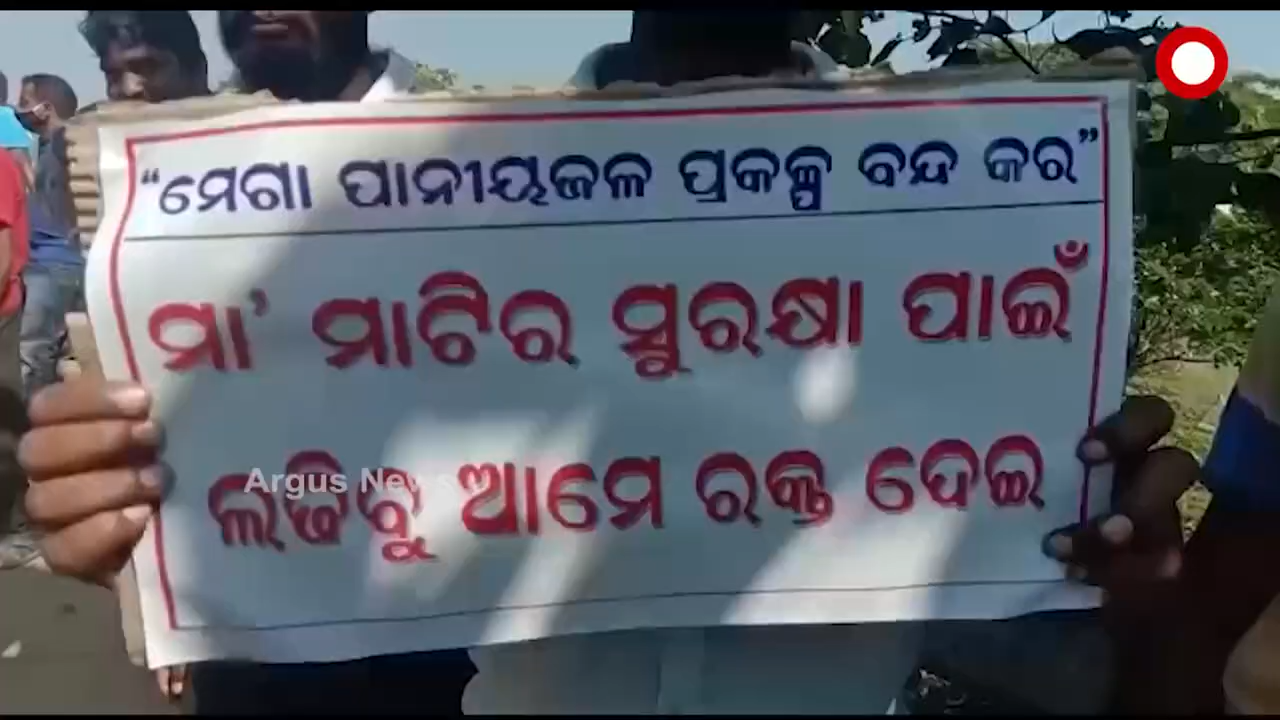 “ମେଗା ପାନୀୟଜଳ ପ୍ରକଳ୍ପ ବନ୍ଦ କର”
ମା’ ମାଟିର ସୁରକ୍ଷା ପାଇଁ
ଲଢିବୁ ଆମେ ରକ୍ତ ଦେଇ
Argus News